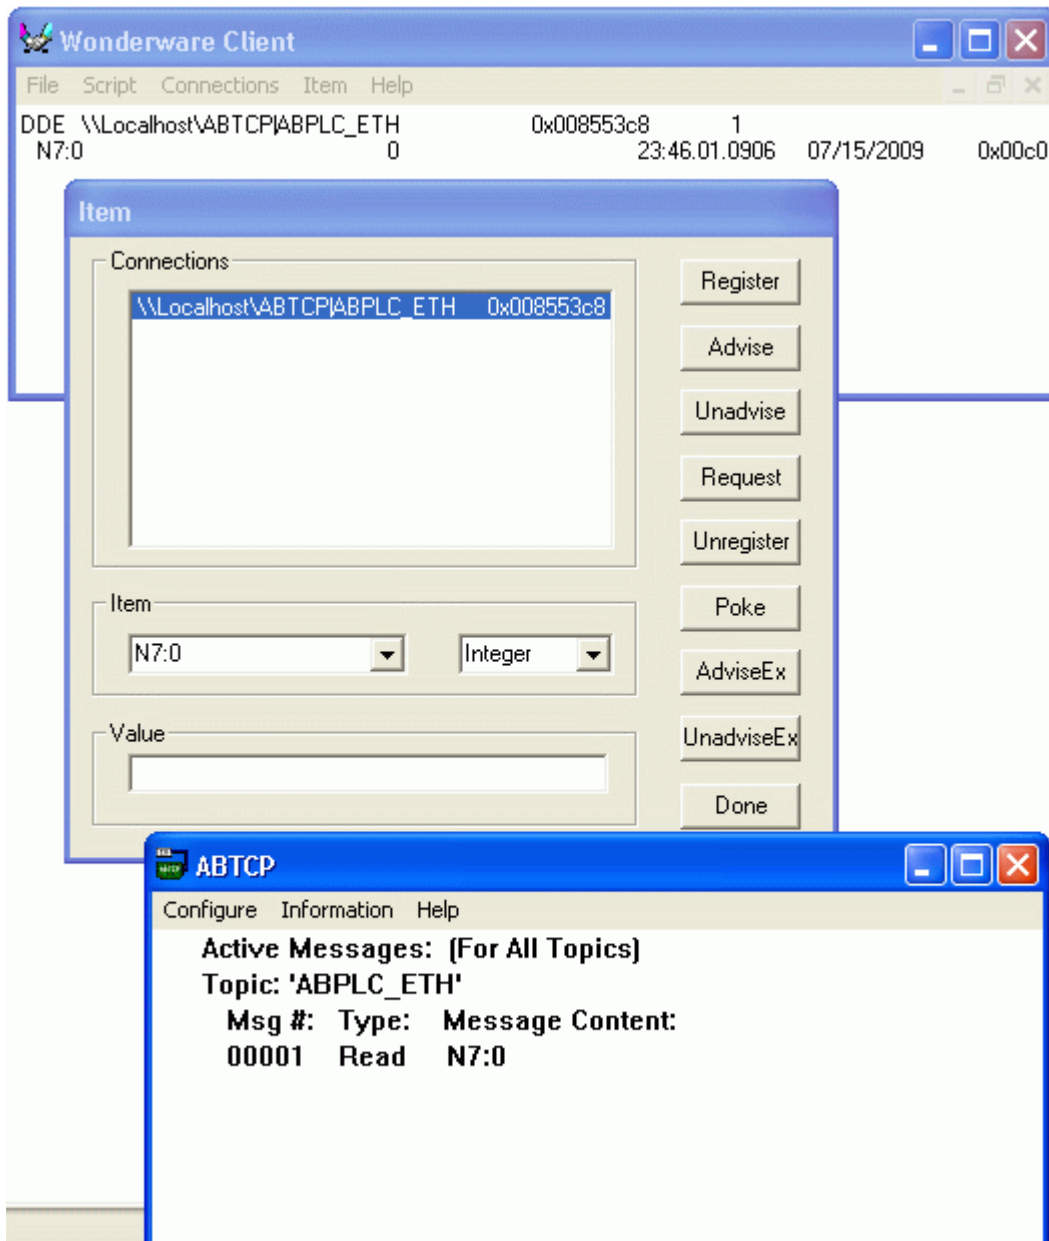 Wonderware Client
File Script Connections Item Help
DDE \\Localhost\ABTCP|ABPLC_ETH 0x008553c8 1
N7:0 0 23:46.01.0906 07/15/2009 0x00c0
Item
Connections
\\Localhost\ABTCP|ABPLC_ETH 0x008553c8
Register
Advise
Unadvise
Request
Unregister
Item
N7:0 Integer
Poke
AdviseEx
Value
UnadviseEx
Done
ABTCP
Configure Information Help
Active Messages: (For All Topics)
Topic: 'ABPLC_ETH'
Msg #: Type: Message Content:
00001 Read N7:0